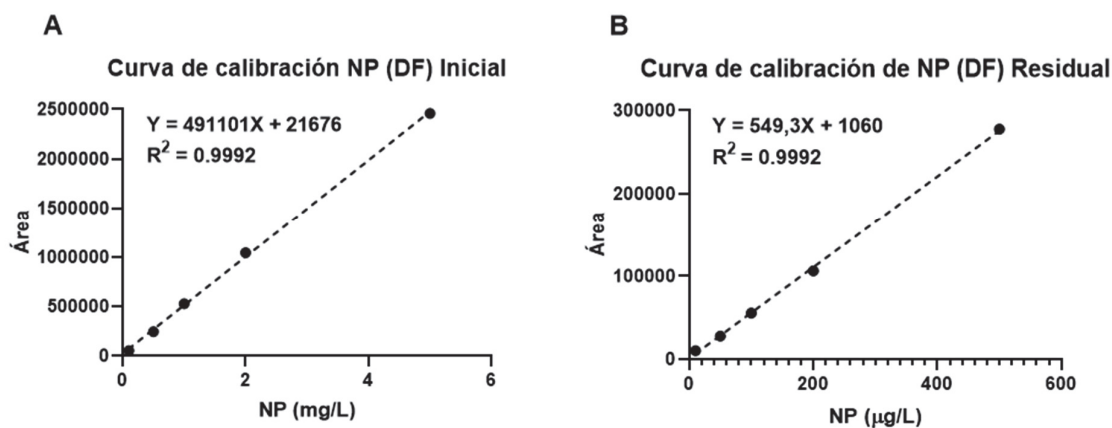 A
Curva de calibración NP (DF) Inicial
Y = 491101X + 21676
R² = 0.9992
2500000
2000000
1500000
1000000
500000
0
Área
0 2 4 6
NP (mg/L)
B
Curva de calibración de NP (DF) Residual
Y = 549,3X + 1060
R² = 0.9992
300000
200000
100000
0
Área
0 200 400 600
NP (µg/L)